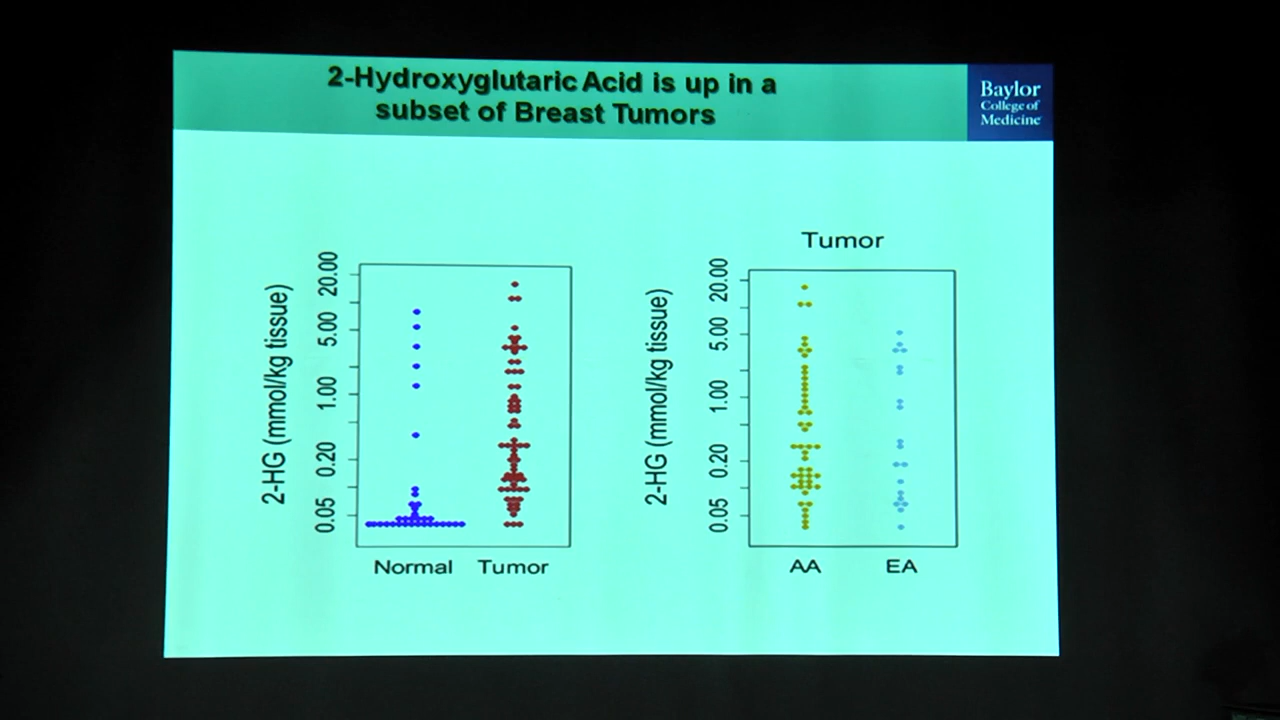 2-Hydroxyglutaric Acid is up in a
subset of Breast Tumors
Baylor
College of
Medicine
2-HG (mmol/kg tissue)
20.00
5.00
1.00
0.20
0.05
Normal
Tumor
Tumor
2-HG (mmol/kg tissue)
20.00
5.00
1.00
0.20
0.05
AA
EA